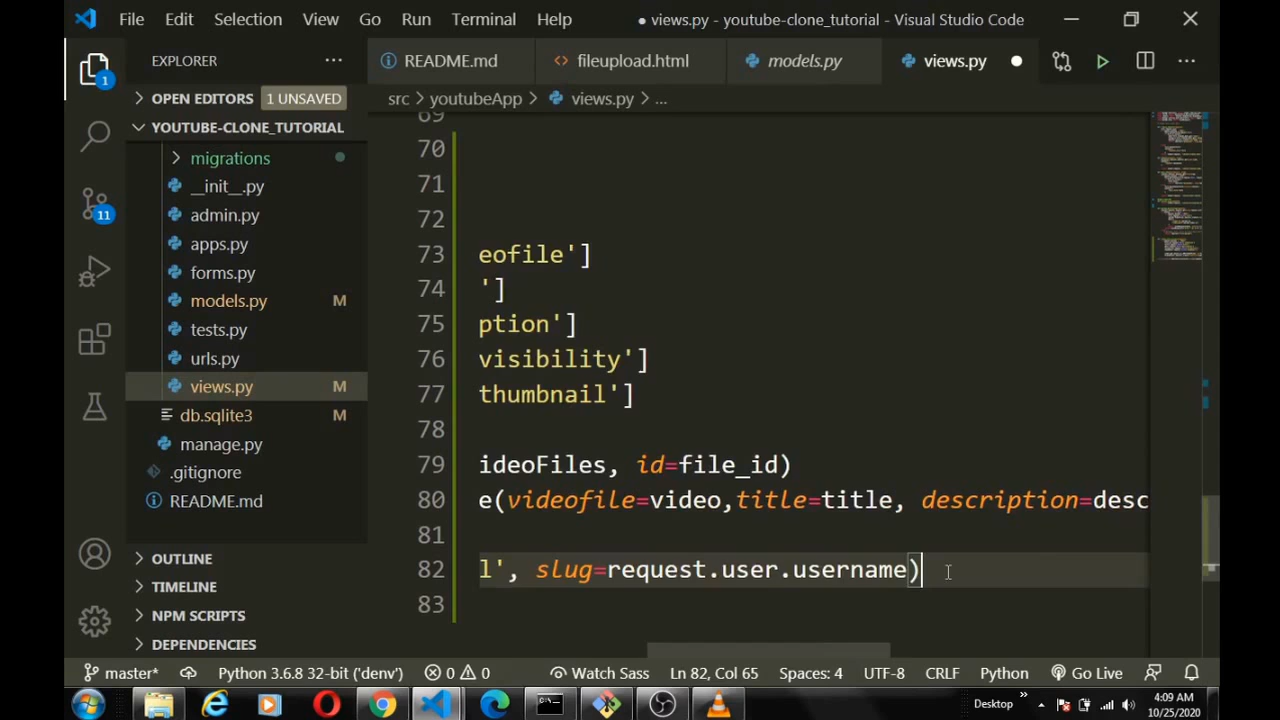 File Edit Selection View Go Run Terminal Help
● views.py - youtube-clone_tutorial - Visual Studio Code
EXPLORER
OPEN EDITORS 1 UNSAVED
YOUTUBE-CLONE_TUTORIAL
migrations
__init__.py
admin.py
apps.py
forms.py
models.py M
tests.py
urls.py
views.py M
db.sqlite3 M
manage.py
.gitignore
README.md
OUTLINE
TIMELINE
NPM SCRIPTS
DEPENDENCIES
1
11
README.md fileupload.html models.py views.py
src > youtubeApp > views.py > ...
69
70
71
72
73 eofile']
74 ']
75 ption']
76 visibility']
77 thumbnail']
78
79 ideoFiles, id=file_id)
80 e(videofile=video,title=title, description=desc
81
82 l', slug=request.user.username)
83
master* Python 3.6.8 32-bit ('denv') 0 0 Watch Sass Ln 82, Col 65 Spaces: 4 UTF-8 CRLF Python Go Live
Desktop » 4:09 AM
10/25/2020